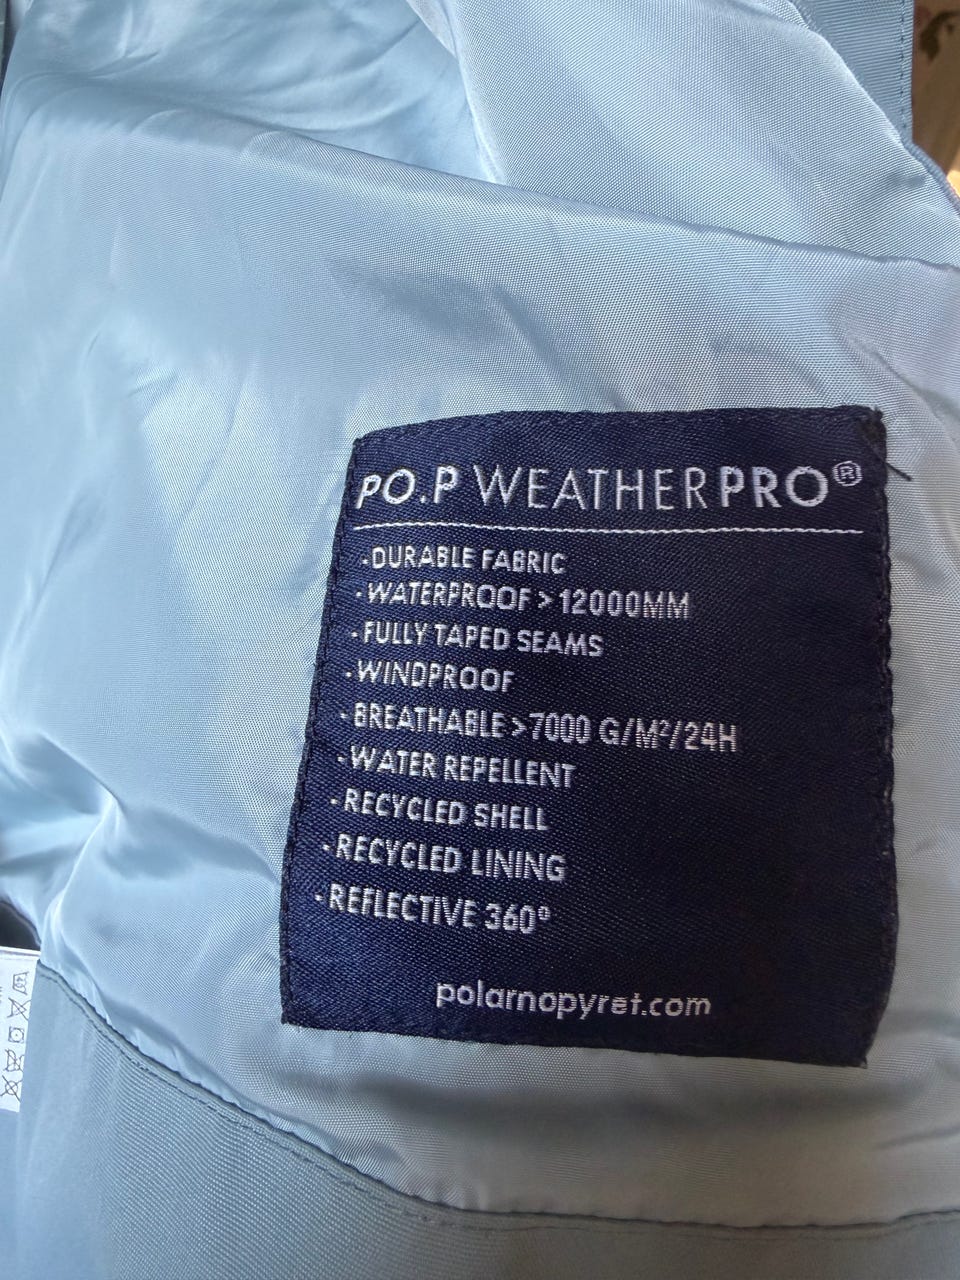 PO.P WEATHERPRO®
-DURABLE FABRIC
-WATERPROOF > 12000MM
-FULLY TAPED SEAMS
-WINDPROOF
-BREATHABLE >7000 G/M²/24H
-WATER REPELLENT
-RECYCLED SHELL
-RECYCLED LINING
-REFLECTIVE 360°
polarnopyret.com